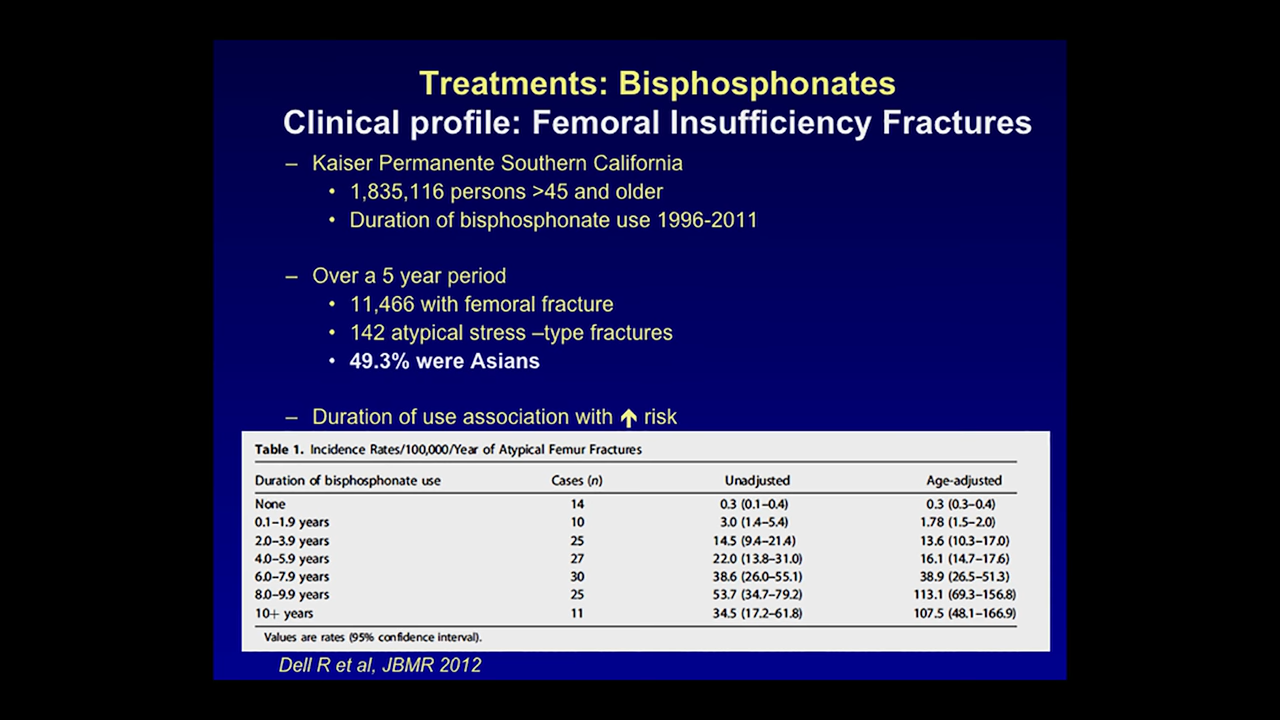 Treatments: Bisphosphonates
Clinical profile: Femoral Insufficiency Fractures
– Kaiser Permanente Southern California
• 1,835,116 persons >45 and older
• Duration of bisphosphonate use 1996-2011
– Over a 5 year period
• 11,466 with femoral fracture
• 142 atypical stress –type fractures
• 49.3% were Asians
– Duration of use association with ↑ risk
Table 1. Incidence Rates/100,000/Year of Atypical Femur Fractures
Duration of bisphosphonate use Cases (n) Unadjusted Age-adjusted
None 14 0.3 (0.1–0.4) 0.3 (0.3–0.4)
0.1–1.9 years 10 3.0 (1.4–5.4) 1.78 (1.5–2.0)
2.0–3.9 years 25 14.5 (9.4–21.4) 13.6 (10.3–17.0)
4.0–5.9 years 27 22.0 (13.8–31.0) 16.1 (14.7–17.6)
6.0–7.9 years 30 38.6 (26.0–55.1) 38.9 (26.5–51.3)
8.0–9.9 years 25 53.7 (34.7–79.2) 113.1 (69.3–156.8)
10+ years 11 34.5 (17.2–61.8) 107.5 (48.1–166.9)
Values are rates (95% confidence interval).
Dell R et al, JBMR 2012